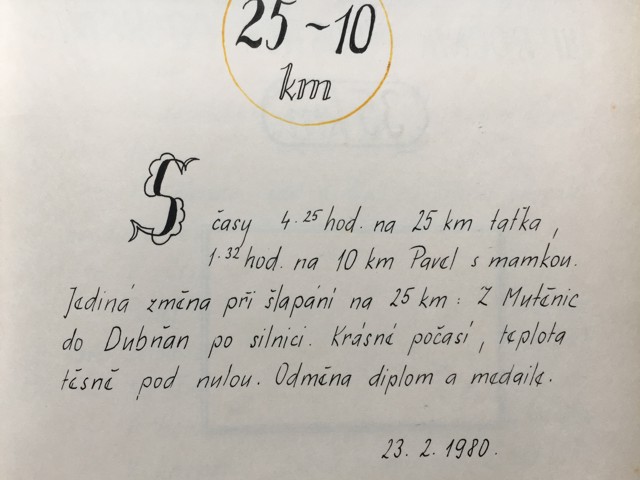 25 ~ 10
km
S časy 4.25 hod. na 25 km taťka,
1.32 hod. na 10 km Pavel s mamkou.
Jediná změna při šlapání na 25 km: Z Mutěnic
do Dubňan po silnici. Krásné počasí, teplota
těsně pod nulou. Odměna diplom a medaile.
23. 2. 1980.